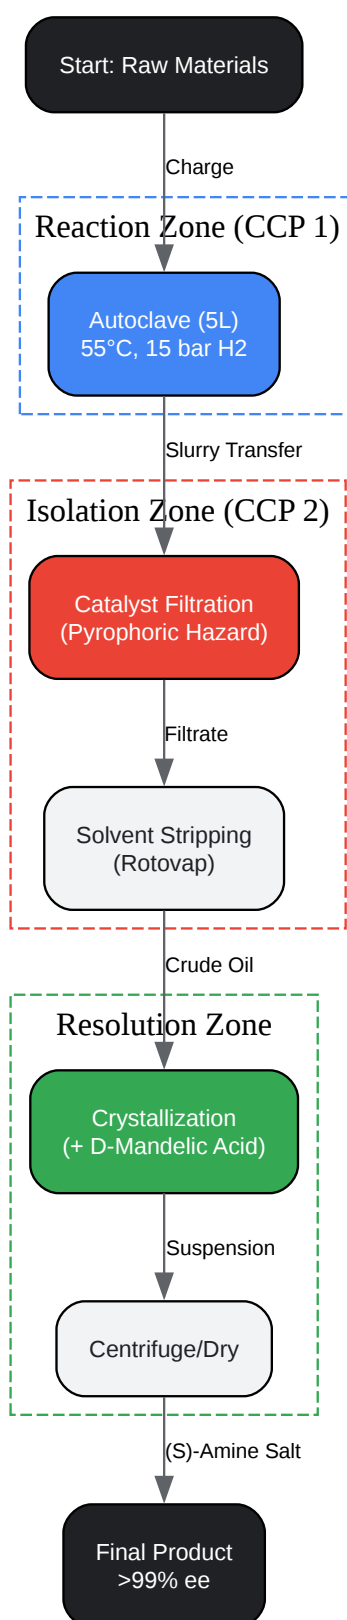 Start: Raw Materials
Charge
Reaction Zone (CCP 1)
Autoclave (5L)
55°C, 15 bar H2
Slurry Transfer
Isolation Zone (CCP 2)
Catalyst Filtration
(Pyrophoric Hazard)
Filtrate
Solvent Stripping
(Rotovap)
Crude Oil
Resolution Zone
Crystallization
(+ D-Mandelic Acid)
Suspension
Centrifuge/Dry
(S)-Amine Salt
Final Product
>99% ee